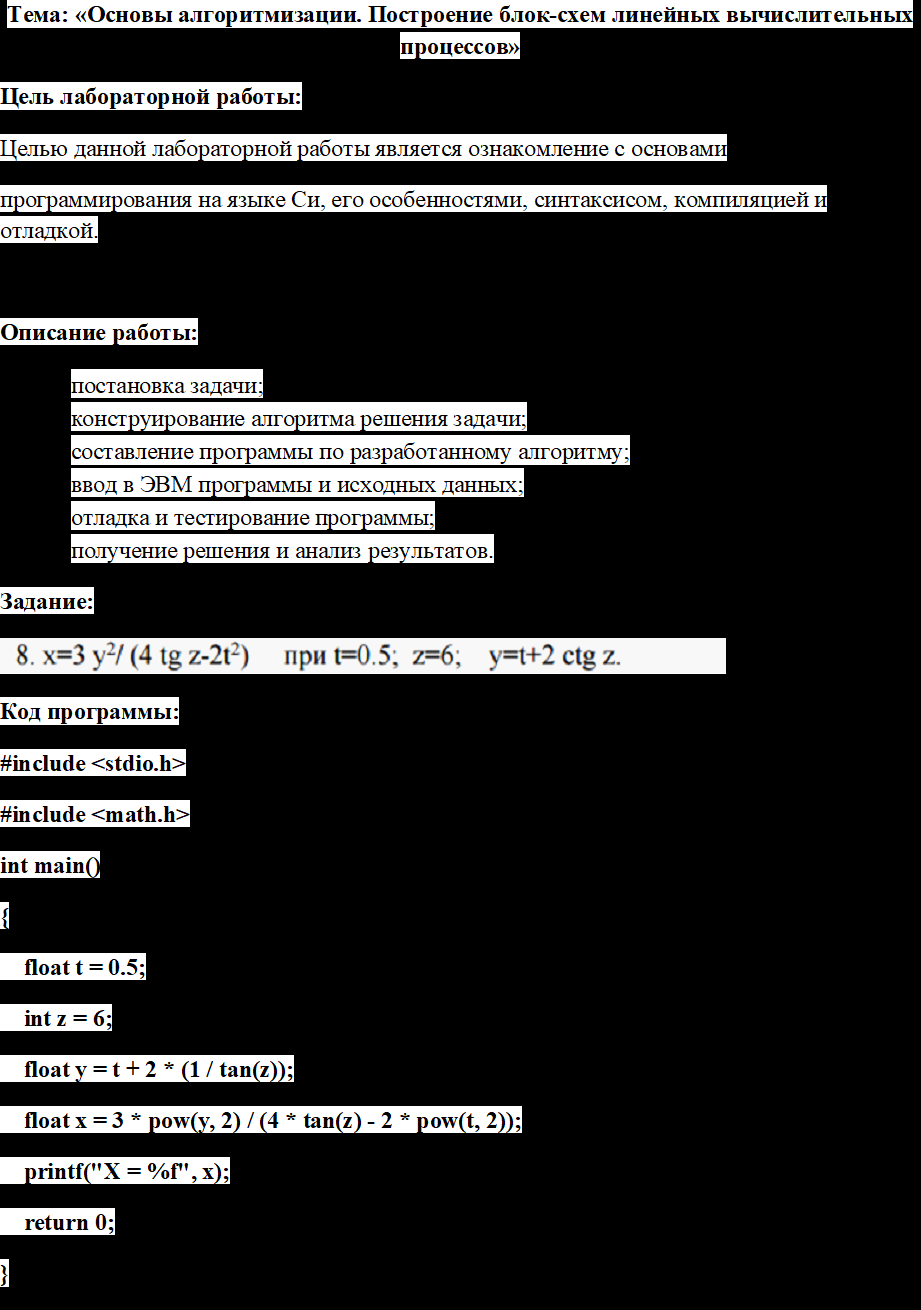 Тема: «Основы алгоритмизации. Построение блок-схем линейных вычислительных
процессов»
Цель лабораторной работы:
Целью данной лабораторной работы является ознакомление с основами
программирования на языке Си, его особенностями, синтаксисом, компиляцией и
отладкой.
Описание работы:
постановка задачи;
конструирование алгоритма решения задачи;
составление программы по разработанному алгоритму;
ввод в ЭВМ программы и исходных данных;
отладка и тестирование программы;
получение решения и анализ результатов.
Задание:
8. x=3 y²/ (4 tg z-2t²) при t=0.5; z=6; y=t+2 ctg z.
Код программы:
#include <stdio.h>
#include <math.h>
int main()
{
float t = 0.5;
int z = 6;
float y = t + 2 * (1 / tan(z));
float x = 3 * pow(y, 2) / (4 * tan(z) - 2 * pow(t, 2));
printf("X = %f", x);
return 0;
}